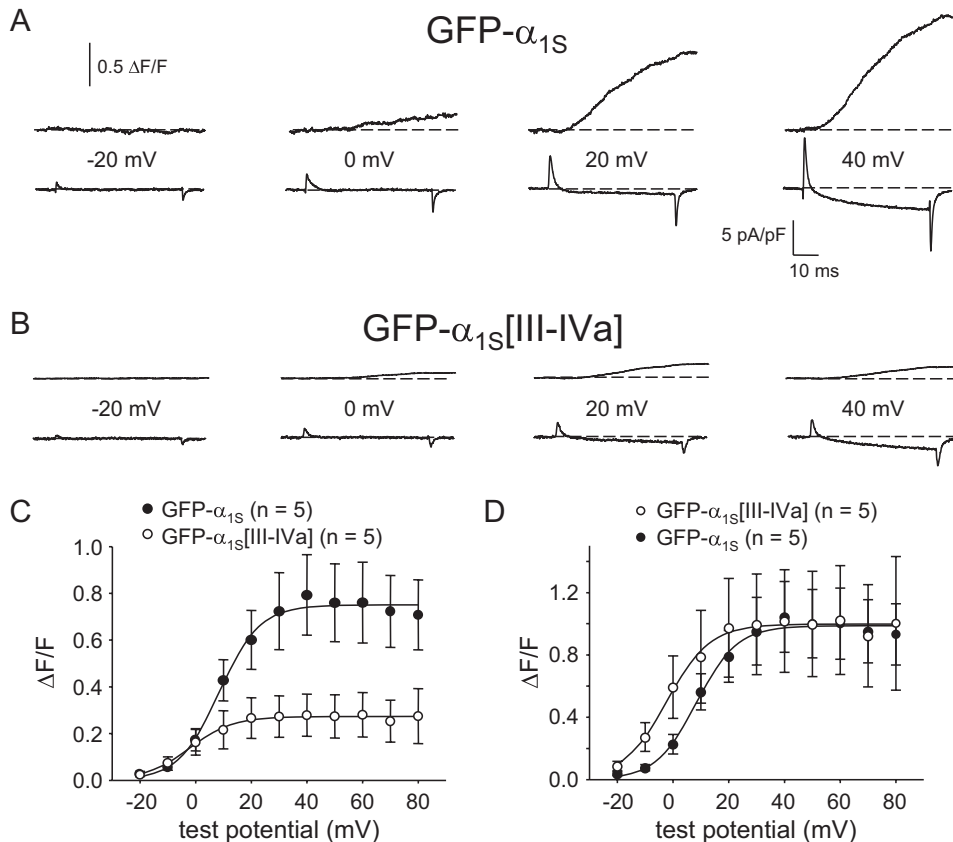 A
GFP-α1S
0.5 ΔF/F
-20 mV
0 mV
20 mV
40 mV
5 pA/pF
10 ms
B
GFP-α1S[III-IVa]
-20 mV
0 mV
20 mV
40 mV
C
GFP-α1S (n = 5)
GFP-α1S[III-IVa] (n = 5)
1.0
0.8
0.6
0.4
0.2
0.0
ΔF/F
-20
0
20
40
60
80
test potential (mV)
D
GFP-α1S[III-IVa] (n = 5)
GFP-α1S (n = 5)
1.2
0.8
0.4
0.0
ΔF/F
-20
0
20
40
60
80
test potential (mV)